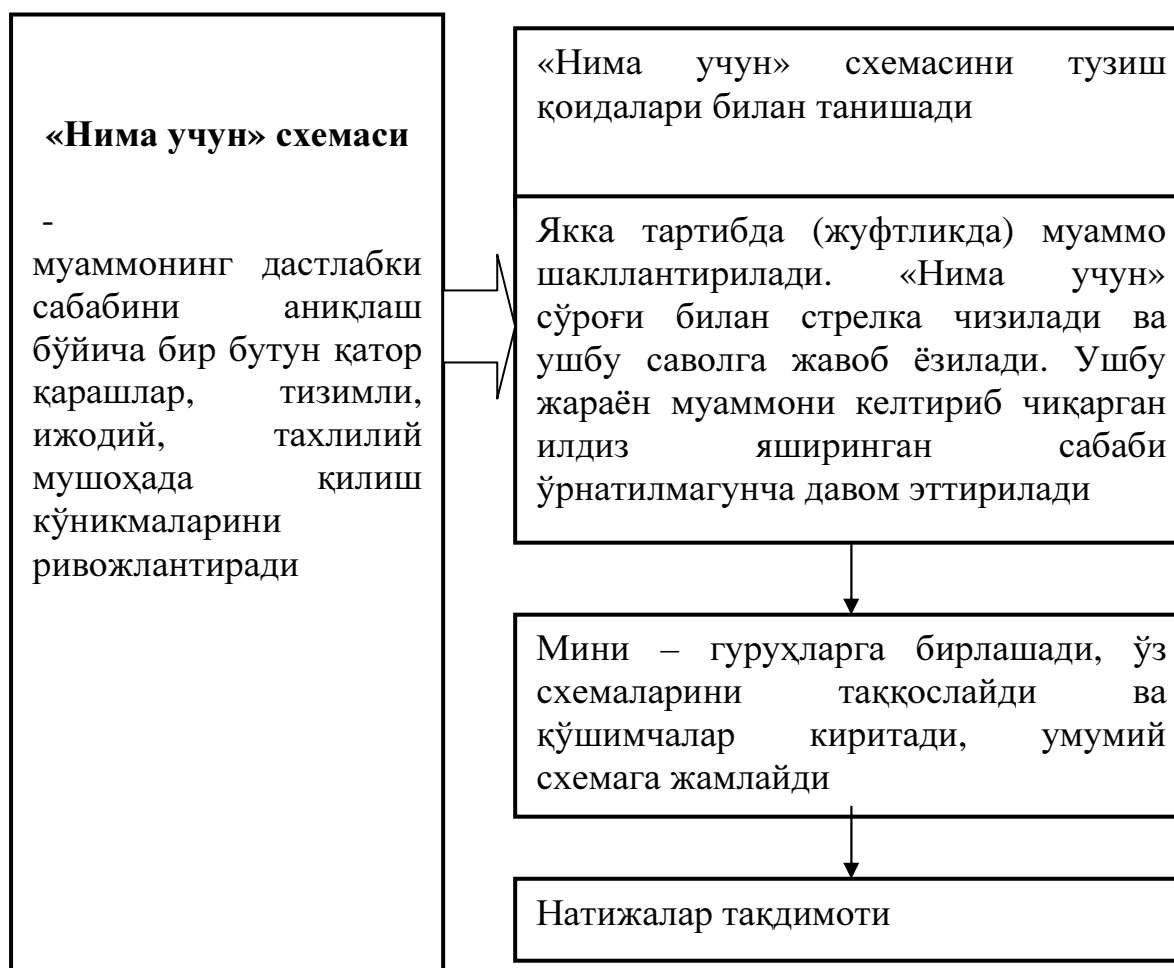 «Нима учун» схемаси
-
муаммонинг дастлабки
сабабини аниқлаш
бўйича бир бутун қатор
қарашлар, тизимли,
ижодий, тахлилий
мушоҳада қилиш
кўникмаларини
ривожлантиради
«Нима учун» схемасини тузиш
қоидалари билан танишади
Якка тартибда (жуфтликда) муаммо
шакллантирилади. «Нима учун»
сўроғи билан стрелка чизилади ва
ушбу саволга жавоб ёзилади. Ушбу
жараён муаммони келтириб чиқарган
илдиз яширинган сабаби
ўрнатилмагунча давом эттирилади
Мини – гуруҳларга бирлашади, ўз
схемаларини таққослайди ва
қўшимчалар киритади, умумий
схемага жамлайди
Натижалар тақдимоти